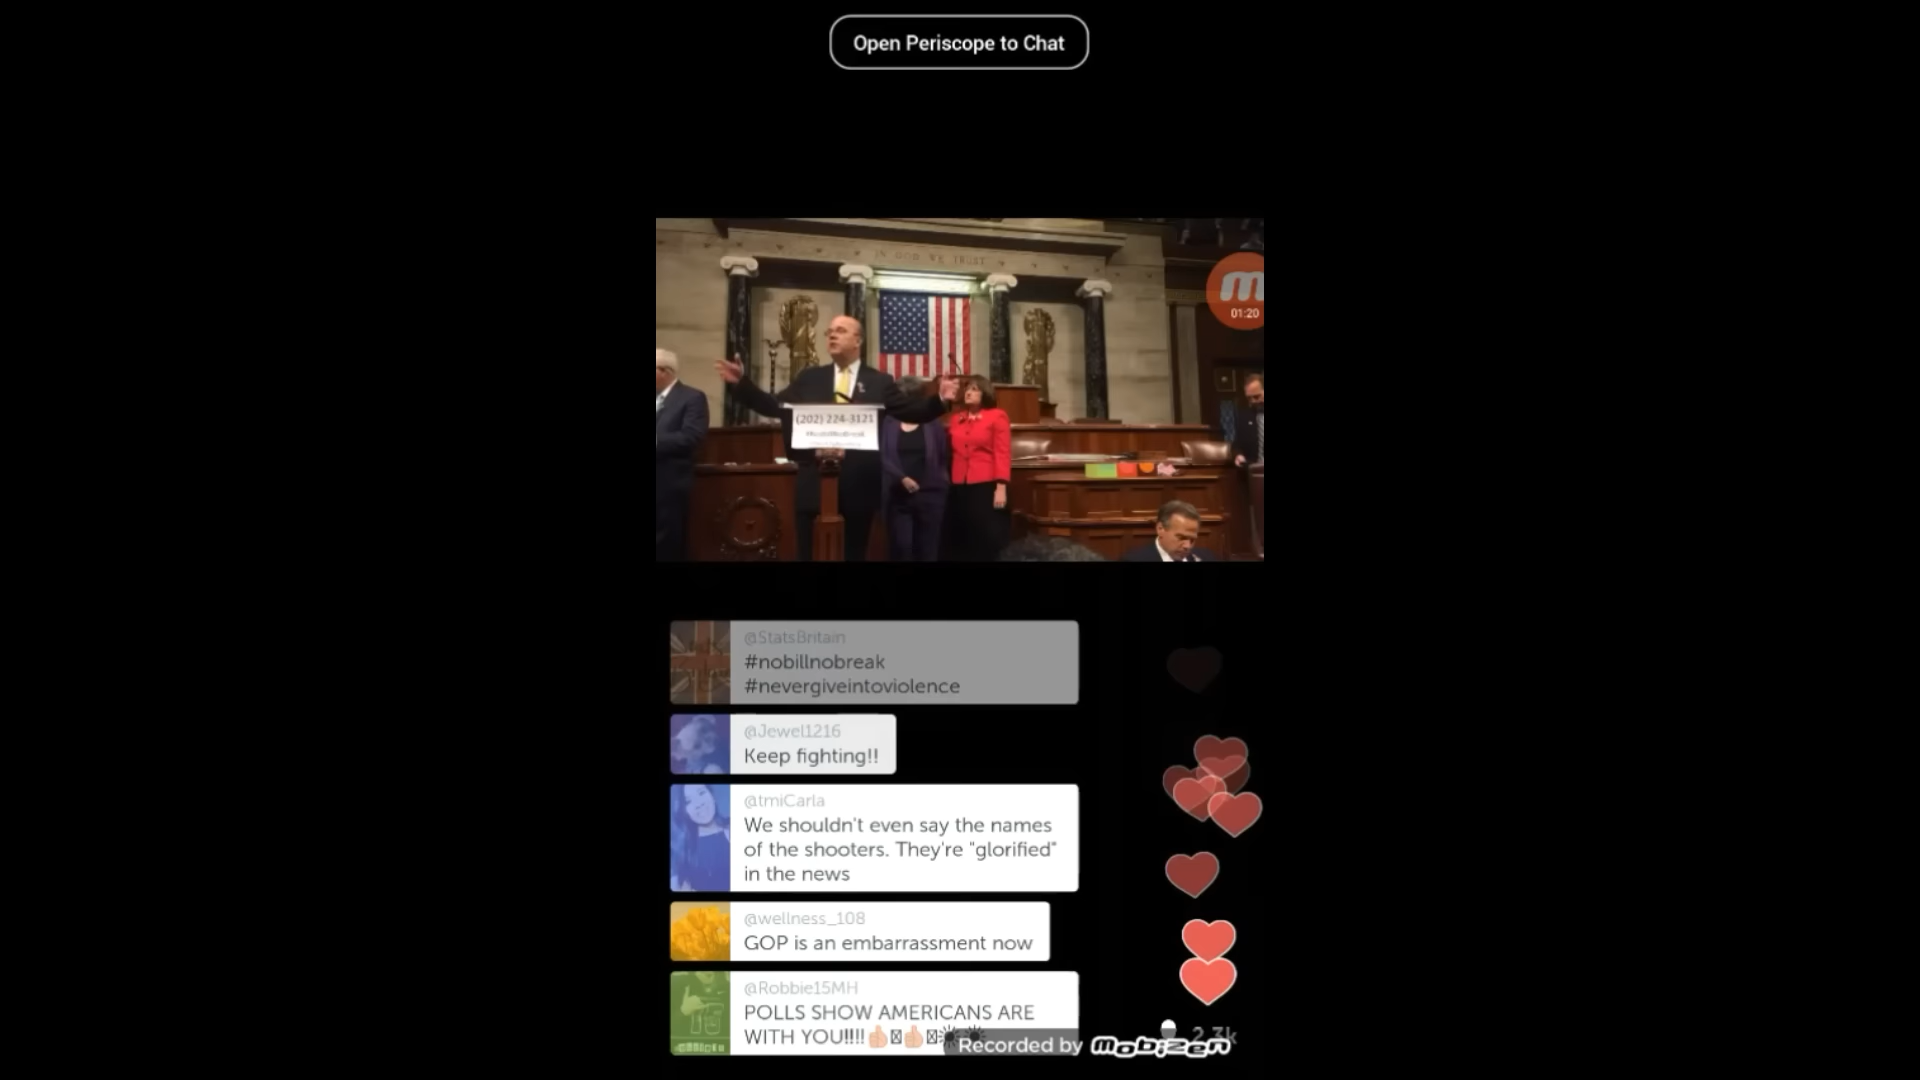 Open Periscope to Chat
IN GOD WE TRUST
01:20
(202) 224-3121
@StatsBritain
#nobillnobreak
#nevergiveintoviolence
@Jewel1216
Keep fighting!!
@tmiCarla
We shouldn't even say the names
of the shooters. They're "glorified"
in the news
@wellness_108
GOP is an embarrassment now
@Robbie15MH
POLLS SHOW AMERICANS ARE
WITH YOU!!!!👍🏻👍🏻
2.3k
Recorded by mobizen